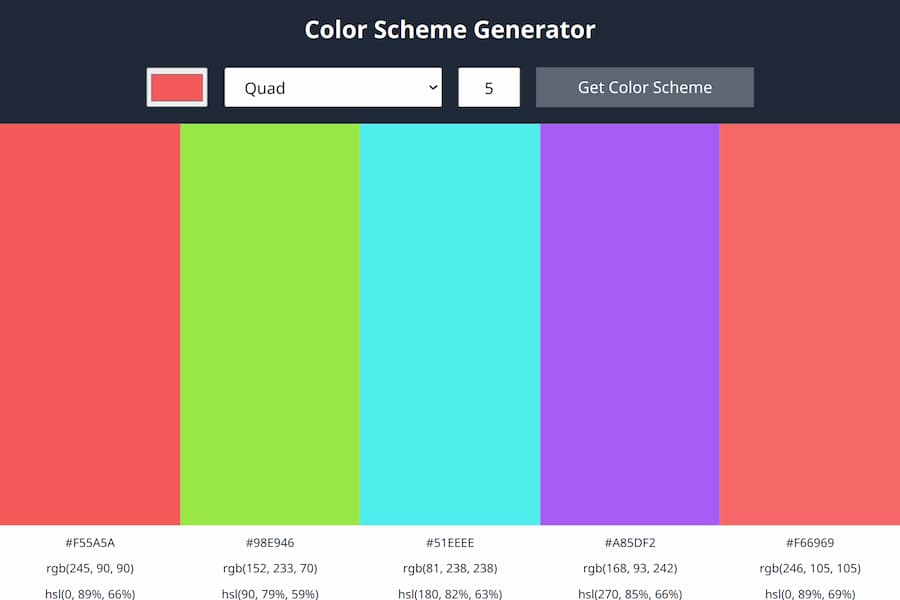 Color Scheme Generator
Quad 5 Get Color Scheme
#F55A5A #98E946 #51EEEE #A85DF2 #F66969
rgb(245, 90, 90) rgb(152, 233, 70) rgb(81, 238, 238) rgb(168, 93, 242) rgb(246, 105, 105)
hsl(0, 89%, 66%) hsl(90, 79%, 59%) hsl(180, 82%, 63%) hsl(270, 85%, 66%) hsl(0, 89%, 69%)